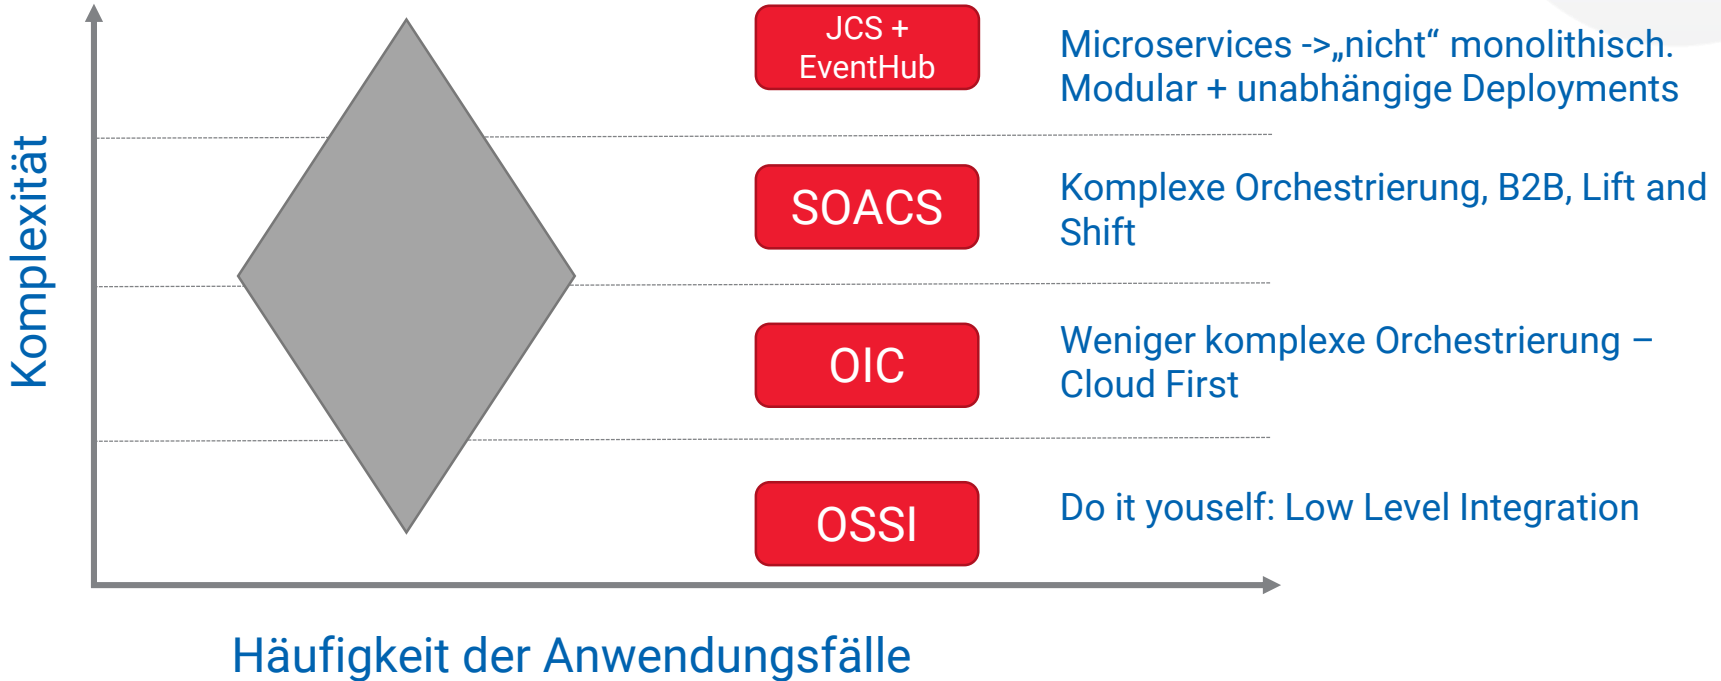 Komplexität
JCS +
EventHub
Microservices ->„nicht“ monolithisch.
Modular + unabhängige Deployments
SOACS
Komplexe Orchestrierung, B2B, Lift and
Shift
OIC
Weniger komplexe Orchestrierung –
Cloud First
OSSI
Do it youself: Low Level Integration
Häufigkeit der Anwendungsfälle